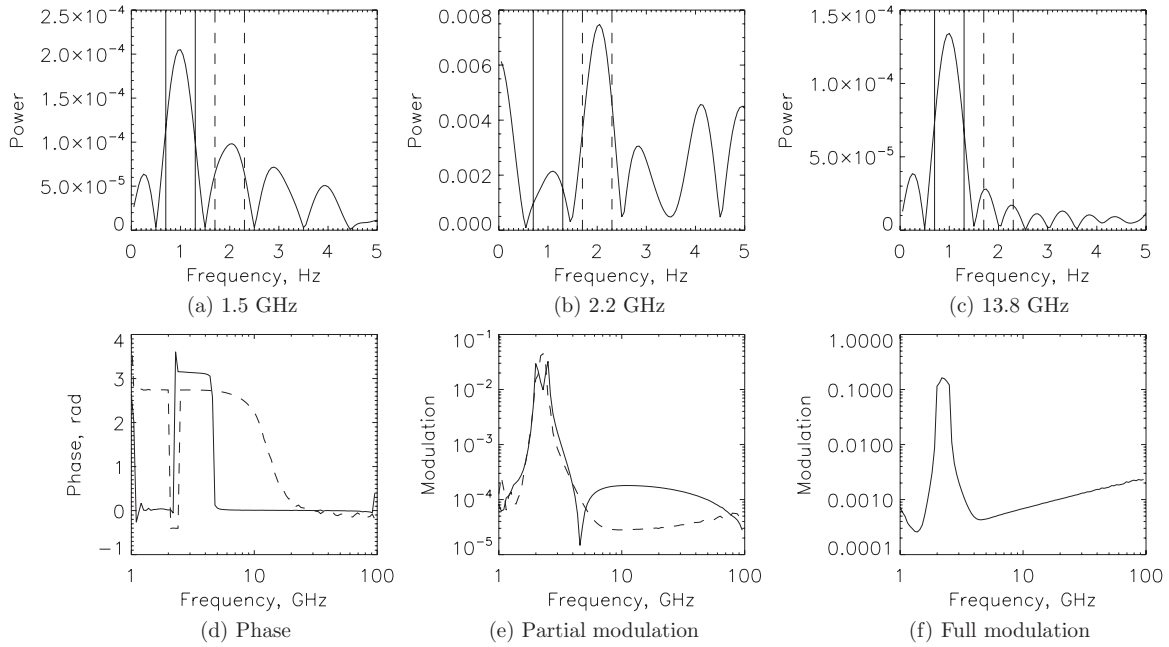 2.5×10⁻⁴
2.0×10⁻⁴
1.5×10⁻⁴
1.0×10⁻⁴
5.0×10⁻⁵
0
Power
0 1 2 3 4 5
Frequency, Hz
(a) 1.5 GHz
0.008
0.006
0.004
0.002
0.000
Power
0 1 2 3 4 5
Frequency, Hz
(b) 2.2 GHz
1.5×10⁻⁴
1.0×10⁻⁴
5.0×10⁻⁵
0
Power
0 1 2 3 4 5
Frequency, Hz
(c) 13.8 GHz
4
3
2
1
0
−1
Phase, rad
1 10 100
Frequency, GHz
(d) Phase
10⁻¹
10⁻²
10⁻³
10⁻⁴
10⁻⁵
Modulation
1 10 100
Frequency, GHz
(e) Partial modulation
1.0000
0.1000
0.0100
0.0010
0.0001
Modulation
1 10 100
Frequency, GHz
(f) Full modulation